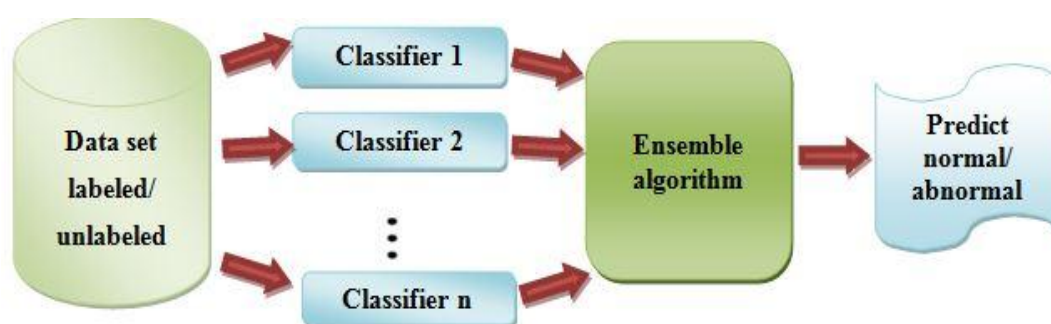 Data set
labeled/
unlabeled
Classifier 1
Classifier 2
Classifier n
Ensemble
algorithm
Predict
normal/
abnormal